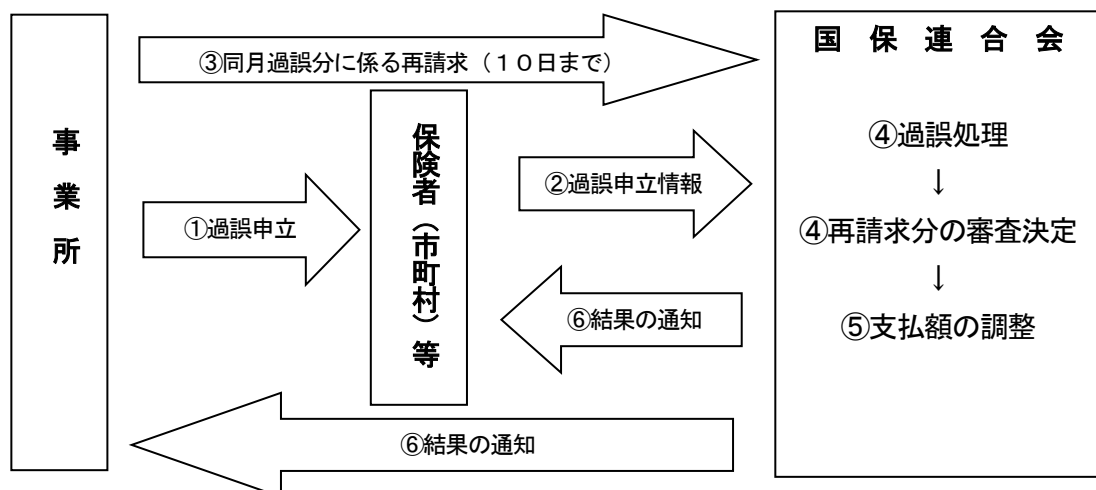 事業所
③同月過誤分に係る再請求（１０日まで）
①過誤申立
保険者（市町村）等
②過誤申立情報
⑥結果の通知
⑥結果の通知
国保連合会
④過誤処理
↓
④再請求分の審査決定
↓
⑤支払額の調整